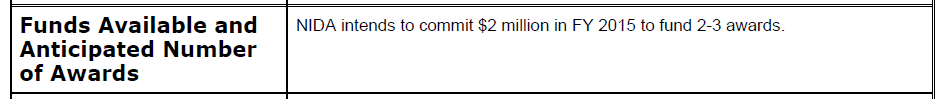 Funds Available and
Anticipated Number
of Awards
NIDA intends to commit $2 million in FY 2015 to fund 2-3 awards.